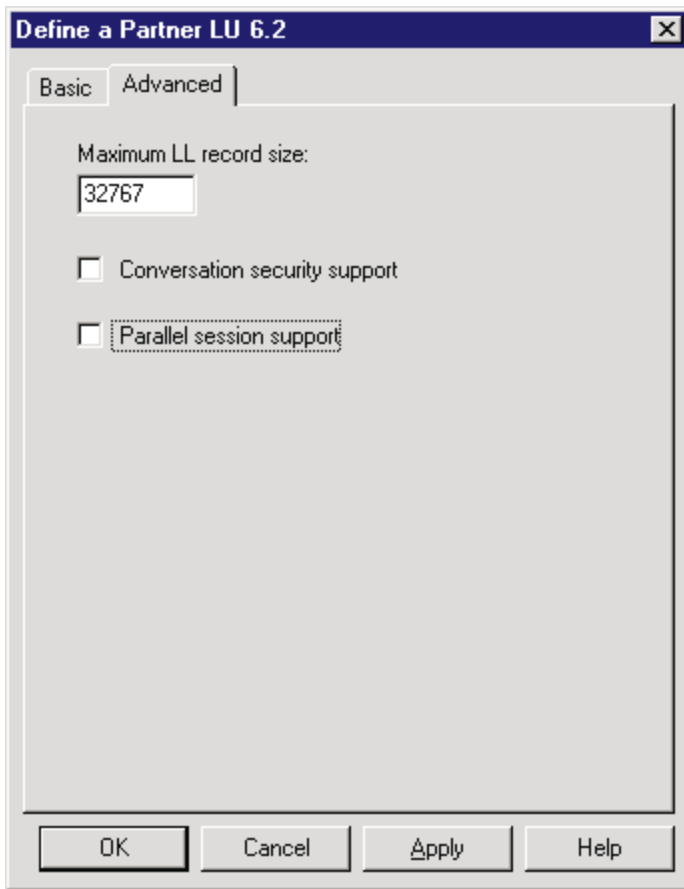 Define a Partner LU 6.2
Basic Advanced
Maximum LL record size:
32767
Conversation security support
Parallel session support
OK Cancel Apply Help